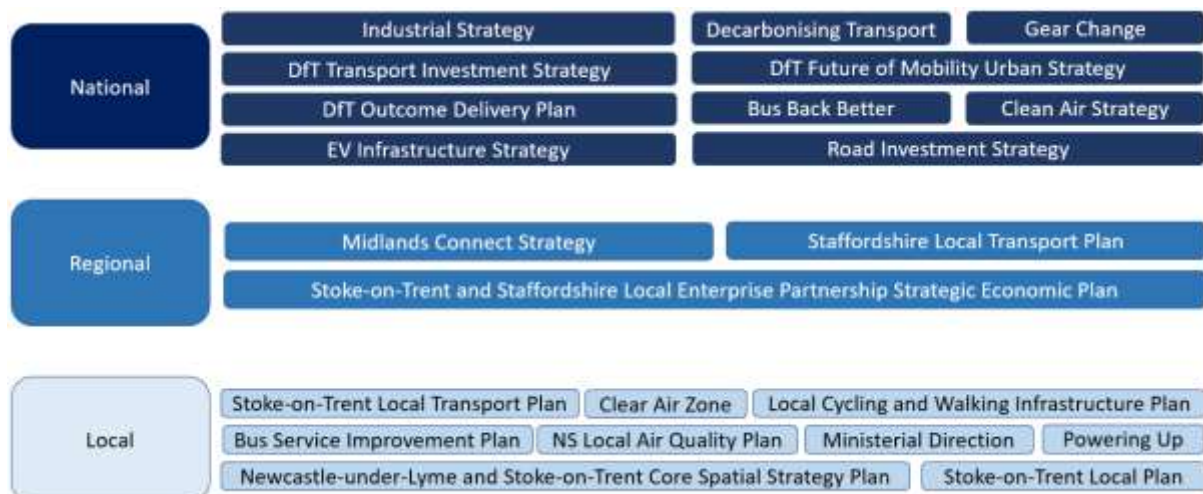 National
Industrial Strategy
Decarbonising Transport
Gear Change
DfT Transport Investment Strategy
DfT Future of Mobility Urban Strategy
DfT Outcome Delivery Plan
Bus Back Better
Clean Air Strategy
EV Infrastructure Strategy
Road Investment Strategy
Regional
Midlands Connect Strategy
Staffordshire Local Transport Plan
Stoke-on-Trent and Staffordshire Local Enterprise Partnership Strategic Economic Plan
Local
Stoke-on-Trent Local Transport Plan
Clear Air Zone
Local Cycling and Walking Infrastructure Plan
Bus Service Improvement Plan
NS Local Air Quality Plan
Ministerial Direction
Powering Up
Newcastle-under-Lyme and Stoke-on-Trent Core Spatial Strategy Plan
Stoke-on-Trent Local Plan